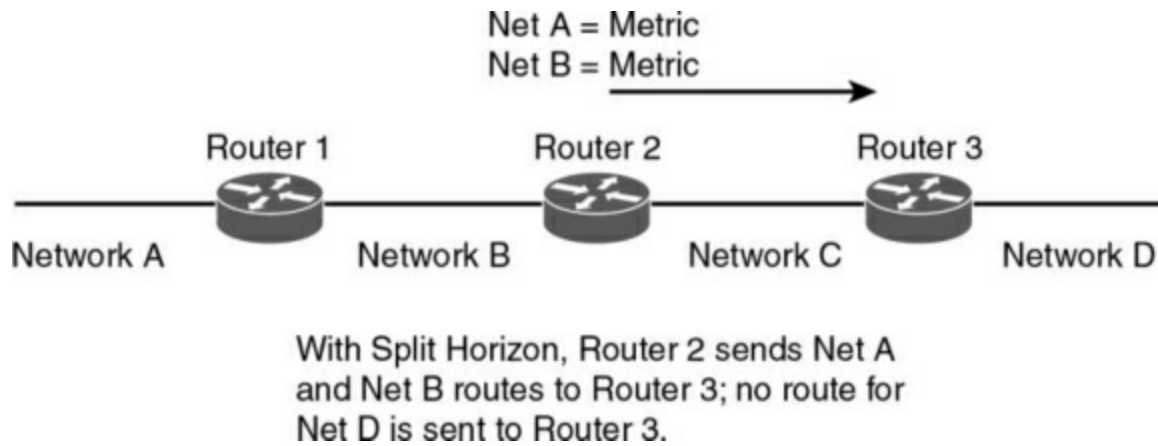 Net A = Metric
Net B = Metric
Router 1
Router 2
Router 3
Network A
Network B
Network C
Network D
With Split Horizon, Router 2 sends Net A
and Net B routes to Router 3; no route for
Net D is sent to Router 3.